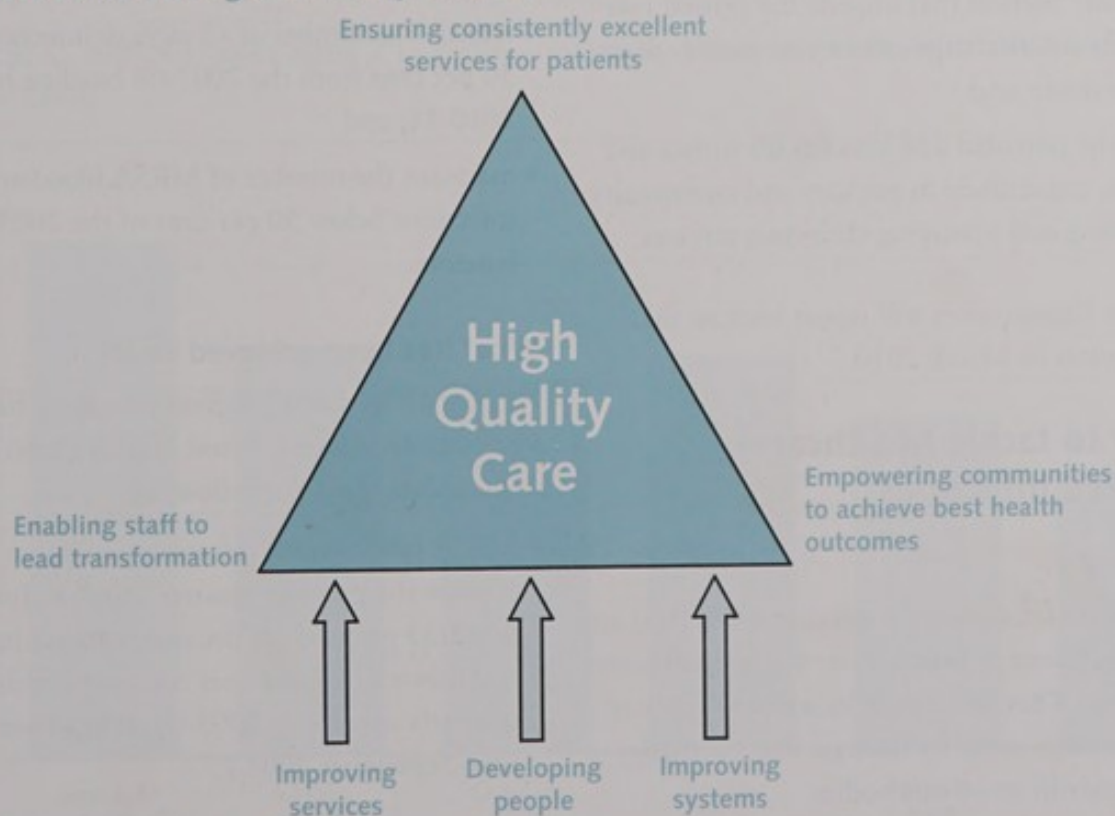 Ensuring consistently excellent
services for patients
High
Quality
Care
Enabling staff to
lead transformation
Empowering communities
to achieve best health
outcomes
Improving
services
Developing
people
Improving
systems